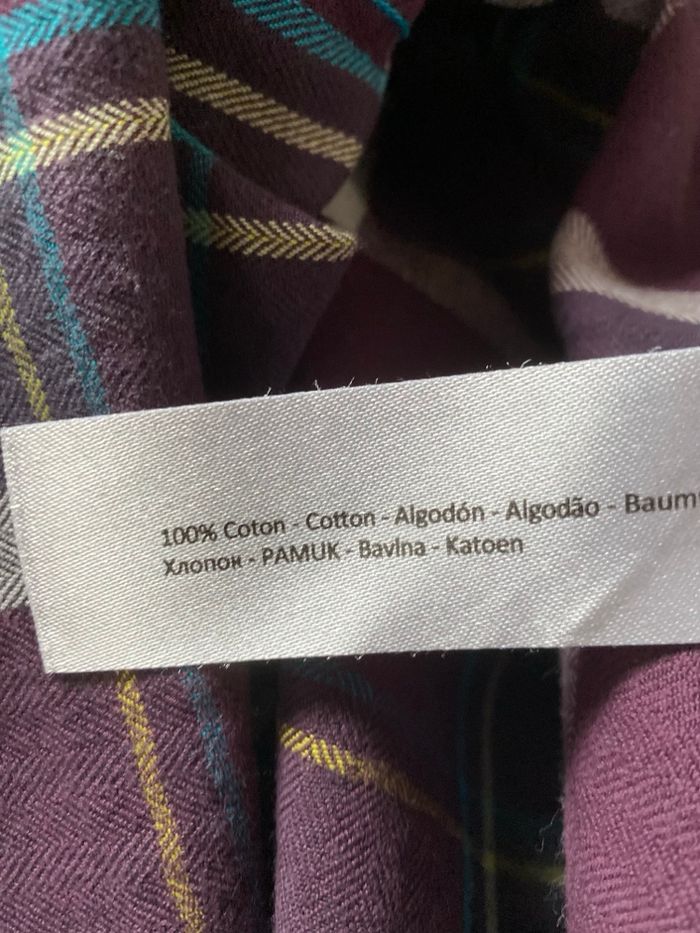 100% Coton - Cotton - Algodón - Algodão - Baum
Хлопок - PAMUK - Bavlna - Katoen